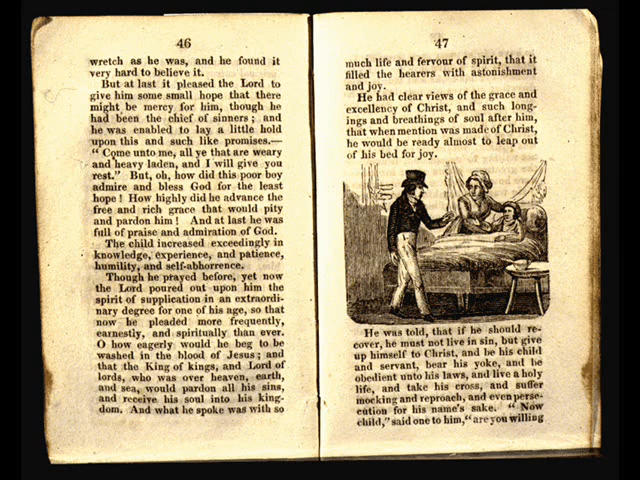 46
wretch as he was, and he found it
very hard to believe it.
But at last it pleased the Lord to
give him some small hope that there
might be mercy for him, though he
had been the chief of sinners ; and
he was enabled to lay a little hold
upon this and such like promises.—
“ Come unto me, all ye that are weary
and heavy laden, and I will give you
rest.” But, oh, how did this poor boy
admire and bless God for the least
hope ! How highly did he advance the
free and rich grace that would pity
and pardon him ! And at last he was
full of praise and admiration of God.
The child increased exceedingly in
knowledge, experience, and patience,
humility, and self-abhorrence.
Though he prayed before, yet now
the Lord poured out upon him the
spirit of supplication in an extraordi-
nary degree for one of his age, so that
now he pleaded more frequently,
earnestly, and spiritually than ever.
O how eagerly would he beg to be
washed in the blood of Jesus ; and
that the King of kings, and Lord of
lords, who was over heaven, earth,
and sea, would pardon all his sins,
and receive his soul into his king-
dom. And what he spoke was with so
47
much life and fervour of spirit, that it
filled the hearers with astonishment
and joy.
He had clear views of the grace and
excellency of Christ, and such long-
ings and breathings of soul after him,
that when mention was made of Christ,
he would be ready almost to leap out
of his bed for joy.
He was told, that if he should re-
cover, he must not live in sin, but give
up himself to Christ, and be his child
and servant, bear his yoke, and be
obedient unto his laws, and live a holy
life, and take his cross, and suffer
mocking and reproach, and even perse-
cution for his name's sake. “ Now
child,” said one to him, “ are you willing